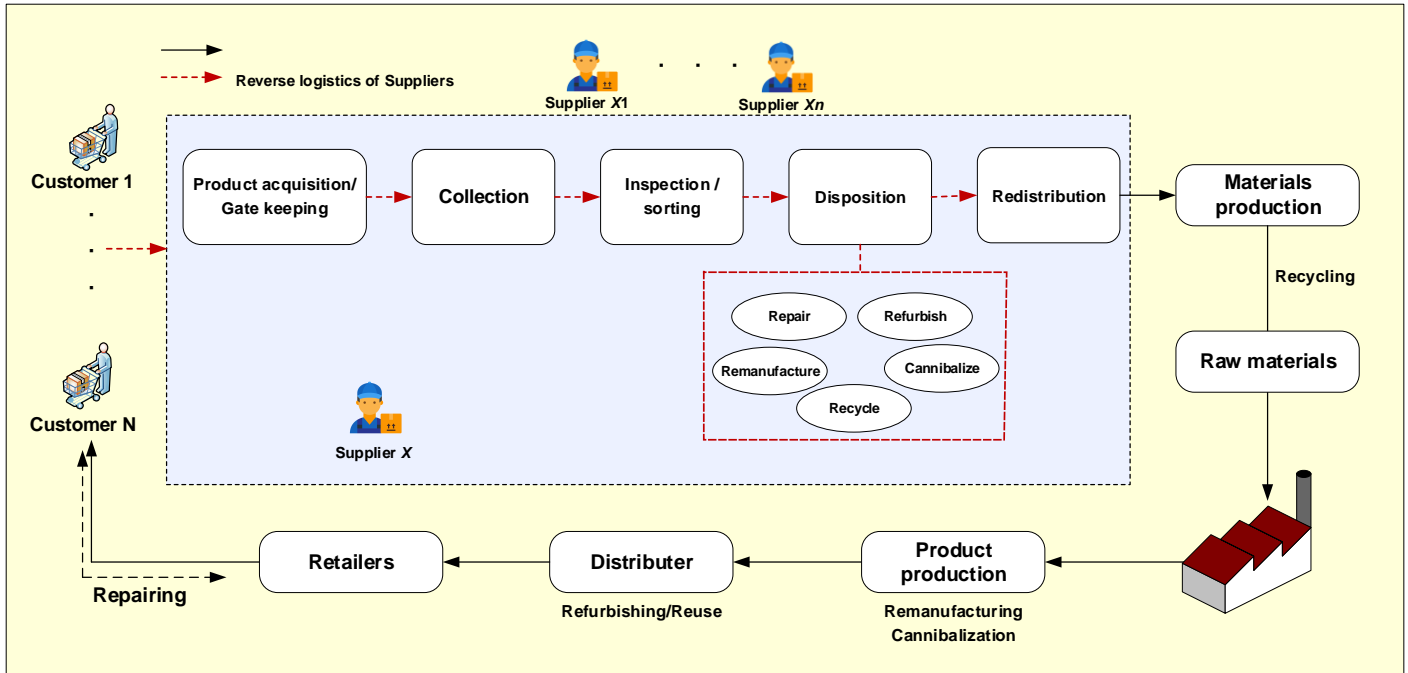 Reverse logistics of Suppliers
. . .
Supplier X1
Supplier Xn
Customer 1
.
.
.
Customer N
Product acquisition/
Gate keeping
Collection
Inspection /
sorting
Disposition
Redistribution
Repair
Refurbish
Remanufacture
Cannibalize
Recycle
Supplier X
Materials
production
Recycling
Raw materials
Product
production
Remanufacturing
Cannibalization
Distributer
Refurbishing/Reuse
Retailers
Repairing